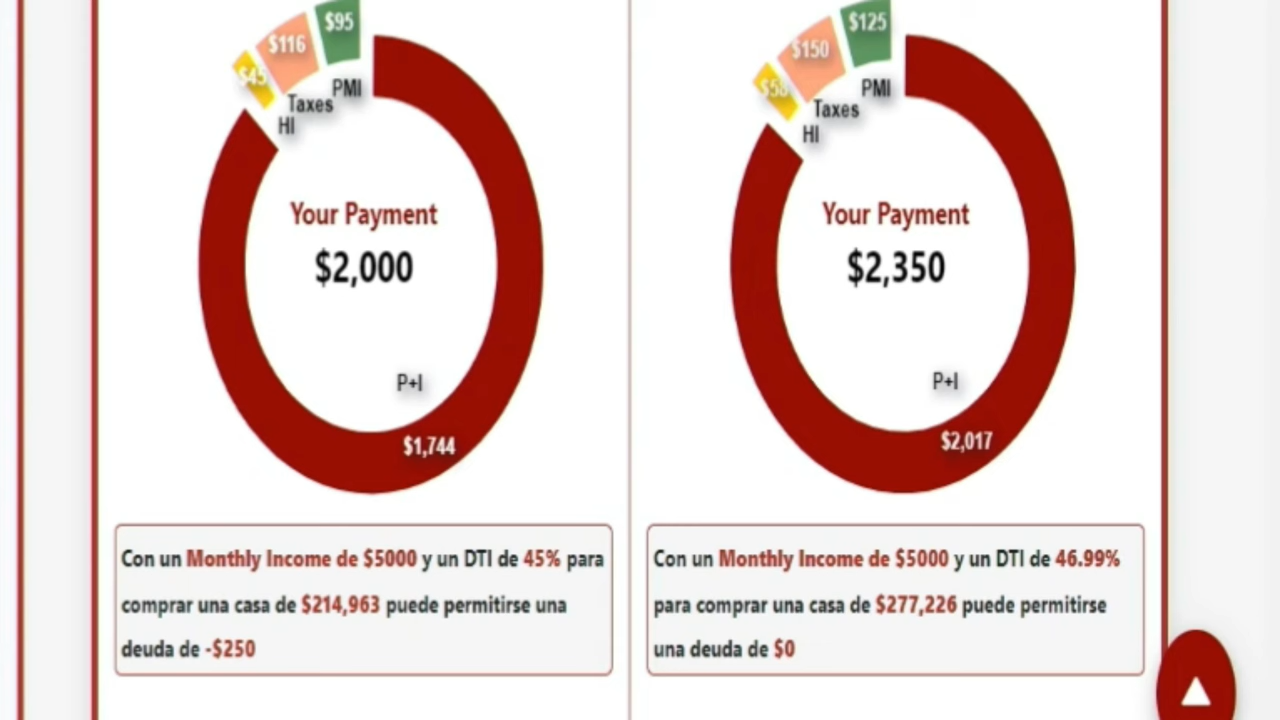 $95
$116
$45
PMI
Taxes
HI
Your Payment
$2,000
P+I
$1,744
Con un Monthly Income de $5000 y un DTI de 45% para
comprar una casa de $214,963 puede permitirse una
deuda de -$250
$125
$150
$58
PMI
Taxes
HI
Your Payment
$2,350
P+I
$2,017
Con un Monthly Income de $5000 y un DTI de 46.99%
para comprar una casa de $277,226 puede permitirse
una deuda de $0